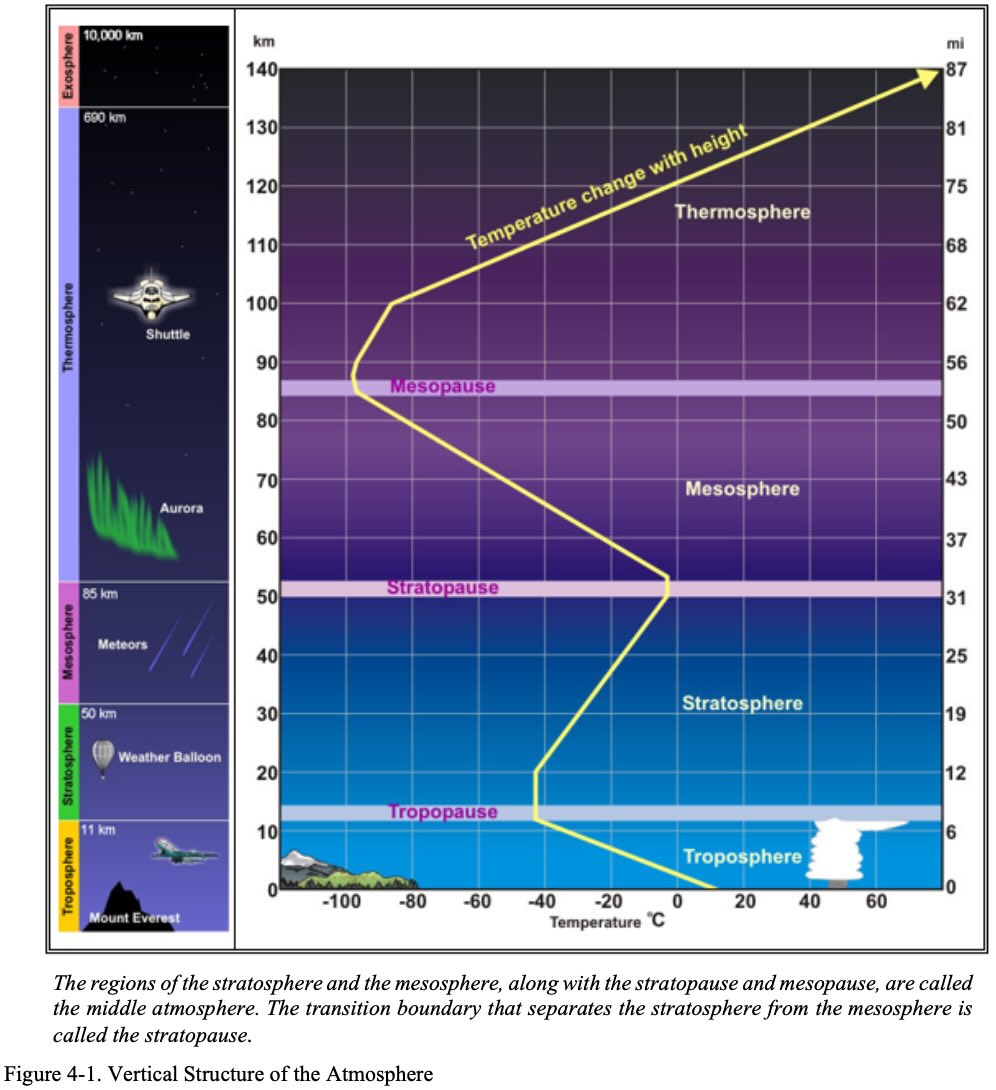 Exosphere
10,000 km
690 km
Thermosphere
Shuttle
Aurora
Mesosphere
85 km
Meteors
Stratosphere
50 km
Weather Balloon
Troposphere
11 km
Mount Everest
km
mi
140
87
130
81
120
75
110
68
100
62
90
56
80
50
70
43
60
37
50
31
40
25
30
19
20
12
10
6
0
0
Temperature change with height
Thermosphere
Mesopause
Mesosphere
Stratopause
Stratosphere
Tropopause
Troposphere
-100 -80 -60 -40 -20 0 20 40 60
Temperature °C
The regions of the stratosphere and the mesosphere, along with the stratopause and mesopause, are called
the middle atmosphere. The transition boundary that separates the stratosphere from the mesosphere is
called the stratopause.
Figure 4-1. Vertical Structure of the Atmosphere